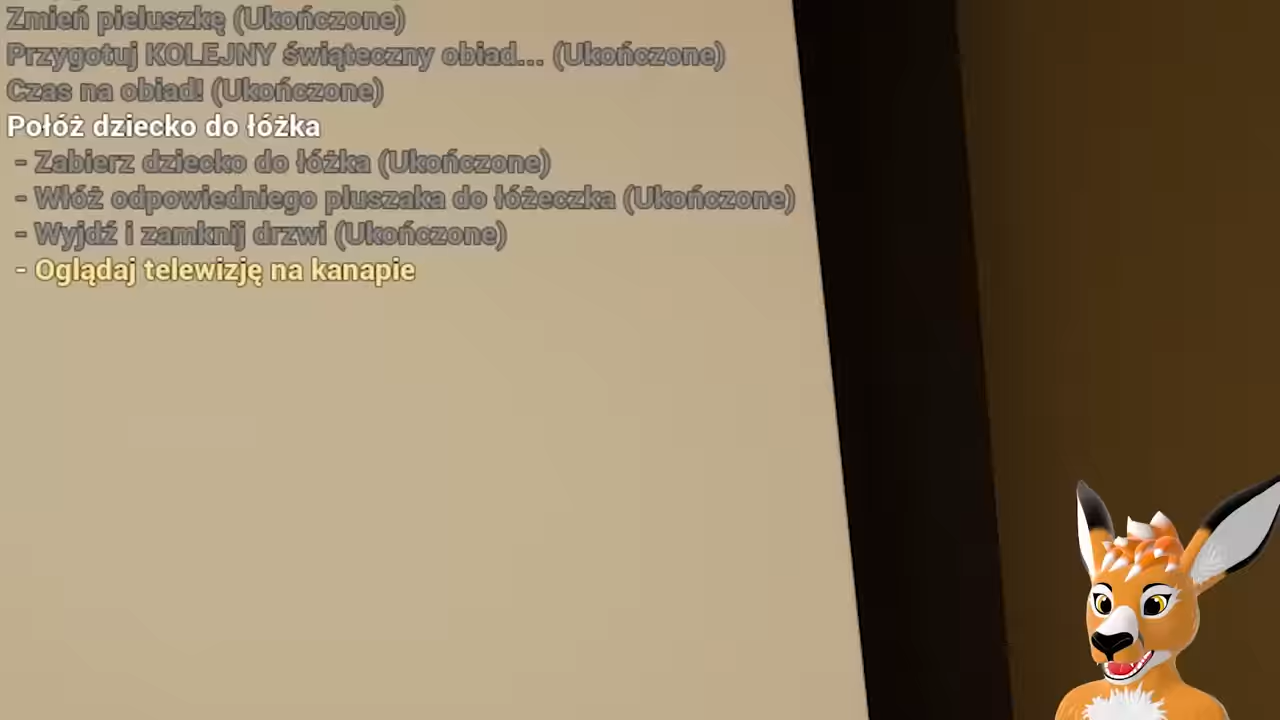 Zmień pieluszkę (Ukończone)
Przygotuj KOLEJNY świąteczny obiad... (Ukończone)
Czas na obiad! (Ukończone)
Połóż dziecko do łóżka
- Zabierz dziecko do łóżka (Ukończone)
- Włóż odpowiedniego pluszaka do łóżeczka (Ukończone)
- Wyjdź i zamknij drzwi (Ukończone)
- Oglądaj telewizję na kanapie